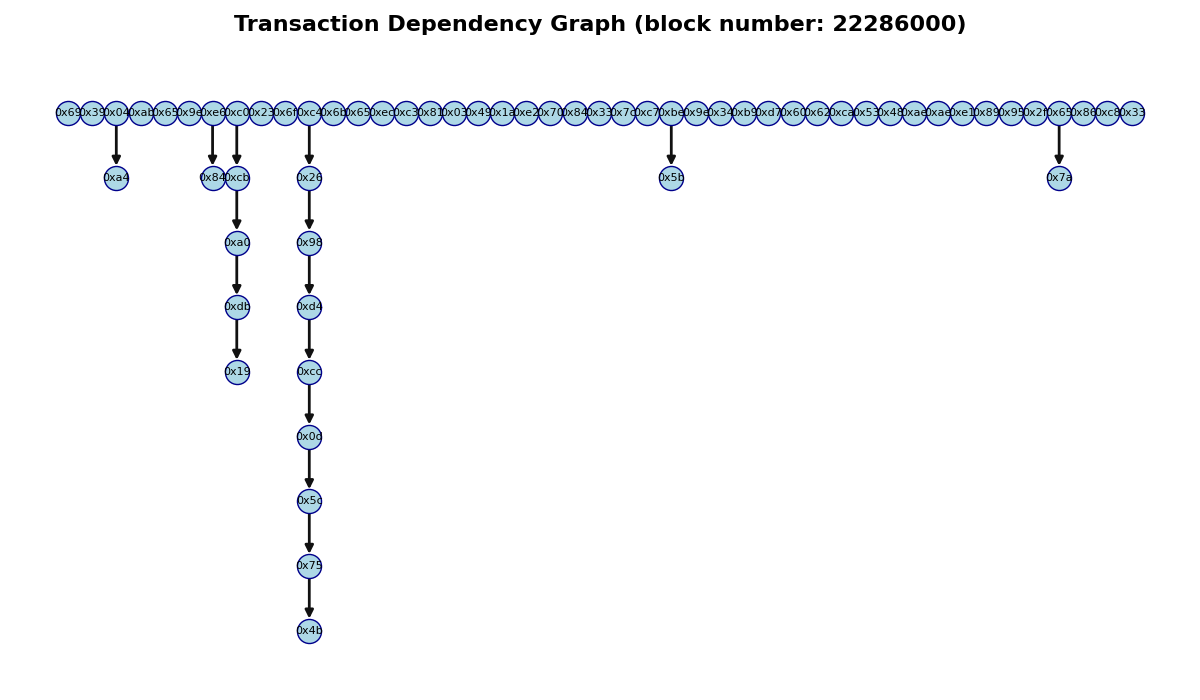 Transaction Dependency Graph (block number: 22286000)
0x69 0x39 0x04 0xab 0x65 0x9e 0xe6 0xc0 0x23 0x6f 0xc4 0x6b 0x65 0xec 0xc3 0x81 0x03 0x49 0x1a 0xe2 0x70 0x84 0x33 0x7c 0xc7 0xbe 0x9e 0x34 0xb9 0xd7 0x60 0x62 0xca 0x53 0x48 0xae 0xae 0xe1 0x89 0x95 0x2f 0x65 0x86 0xc8 0x33
0xa4 0x84 0xcb 0x26 0x5b 0x7a
0xa0 0x98
0xdb 0xd4
0x19 0xcc
0x5c
0x75
0x4b